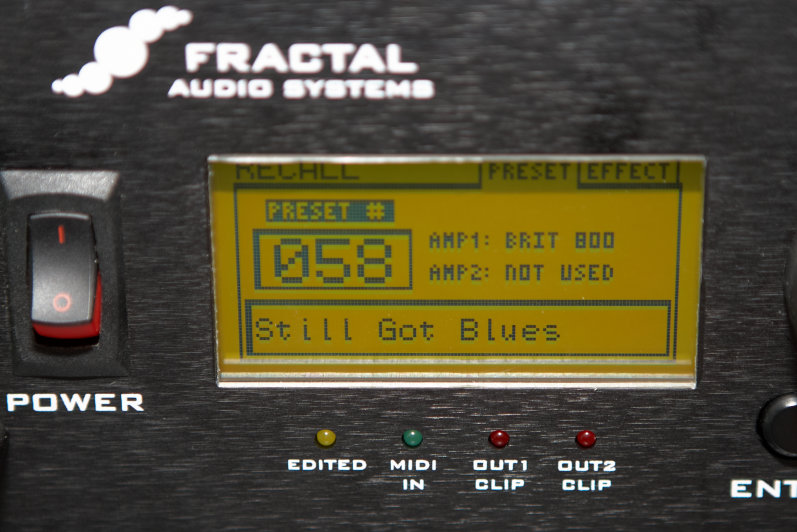 FRACTAL
AUDIO SYSTEMS
RECALL PRESET EFFECT
PRESET #
058
AMP1: BRIT 800
AMP2: NOT USED
Still Got Blues
POWER
EDITED MIDI IN OUT1 CLIP OUT2 CLIP